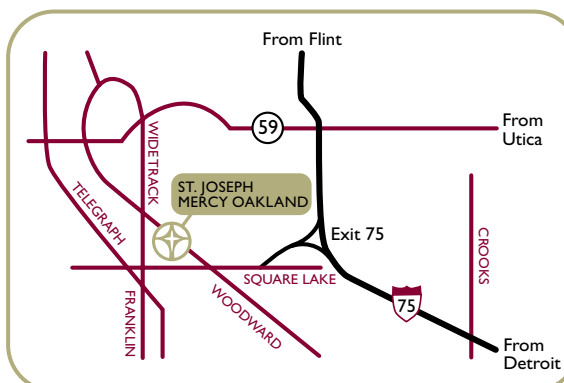 From Flint
59
From
Utica
WIDETRACK
ST. JOSEPH
MERCY OAKLAND
TELEGRAPH
Exit 75
CROOKS
SQUARE LAKE
FRANKLIN
WOODWARD
75
From
Detroit